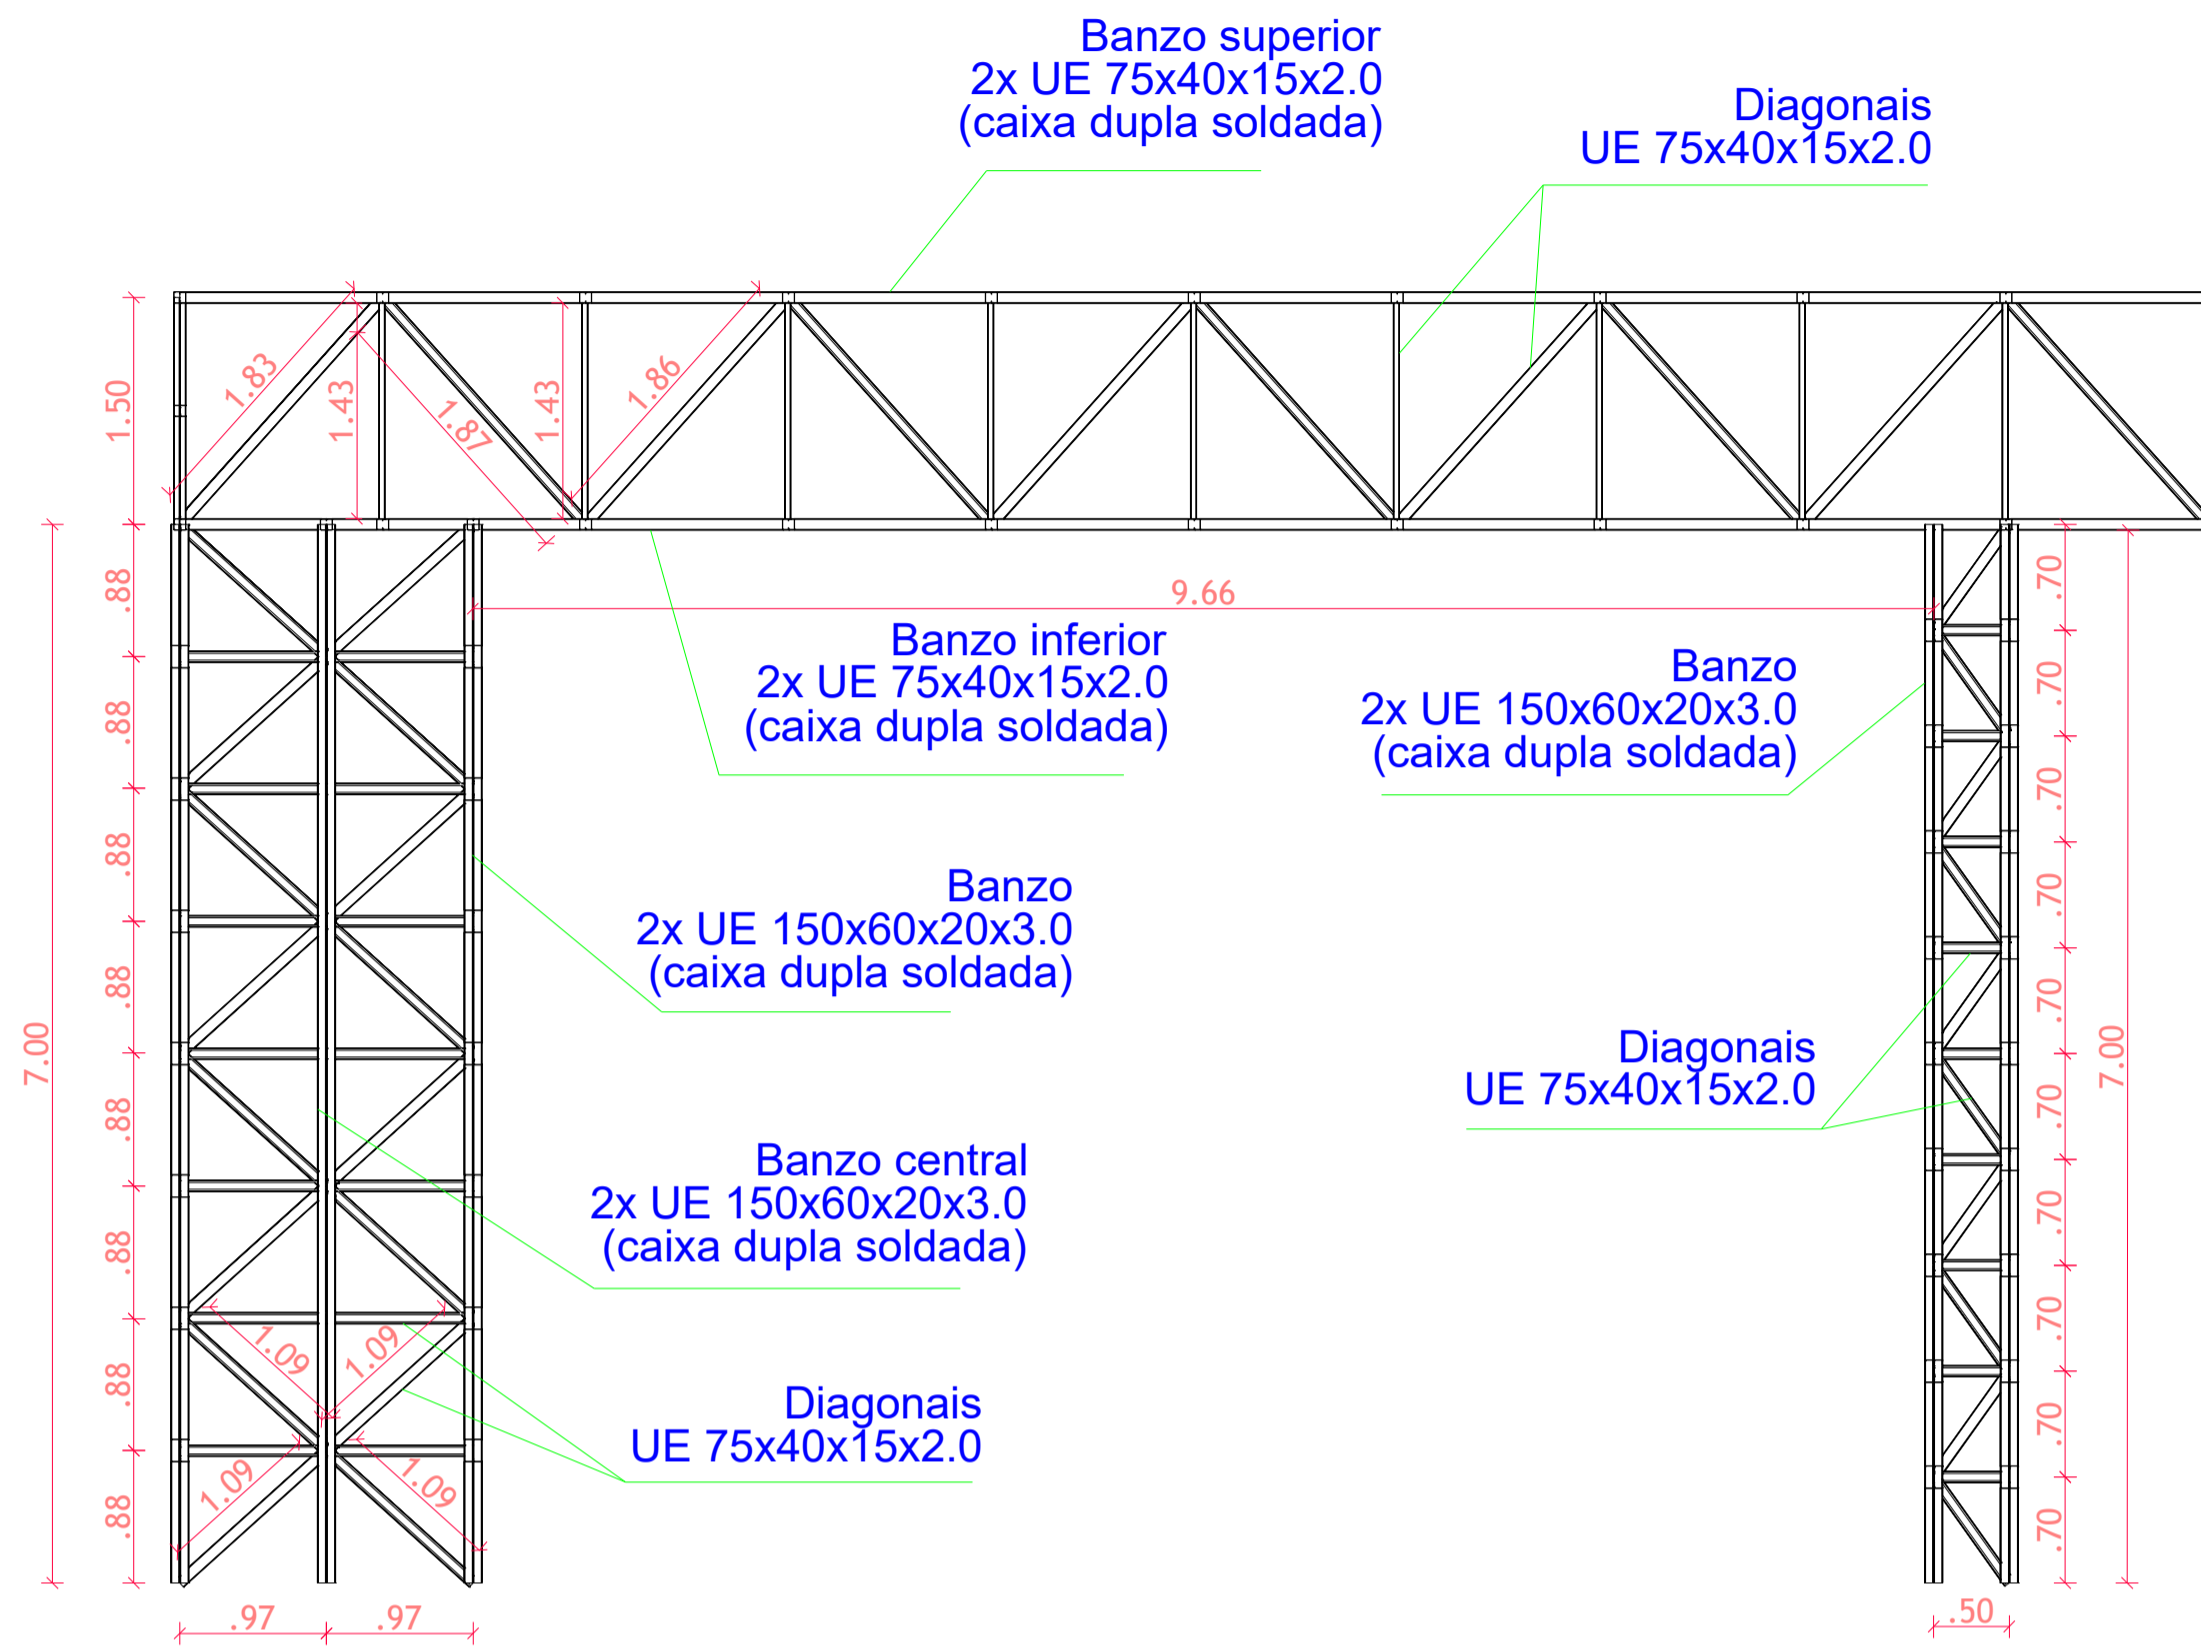 Banzo superior
2x UE 75x40x15x2.0
(caixa dupla soldada)
Diagonais
UE 75x40x15x2.0
1.50
1.83
1.43
1.87
1.43
1.86
9.66
Banzo inferior
2x UE 75x40x15x2.0
(caixa dupla soldada)
Banzo
2x UE 150x60x20x3.0
(caixa dupla soldada)
Banzo
2x UE 150x60x20x3.0
(caixa dupla soldada)
Diagonais
UE 75x40x15x2.0
Banzo central
2x UE 150x60x20x3.0
(caixa dupla soldada)
Diagonais
UE 75x40x15x2.0
7.00
.88
.88
.88
.88
.88
.88
.88
.88
1.09
1.09
1.09
1.09
.97
.97
.70
.70
.70
.70
.70
.70
.70
.70
.70
.70
7.00
.50